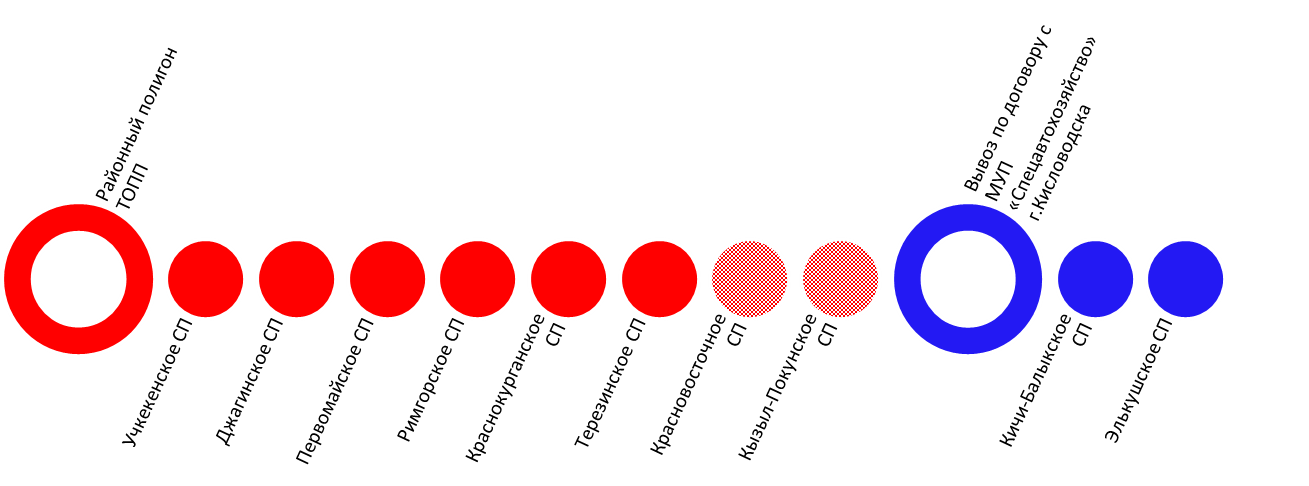 Районный полигон
ТОПП
Учкекенское СП
Джагинское СП
Первомайское СП
Римгорское СП
Краснокурганское
СП
Терезинское СП
Красновосточное
СП
Кызыл-Покунское
СП
Вывоз по договору с
МУП
«Спецавтохозяйство»
г.Кисловодска
Кичи-Балыкское
СП
Элькушское СП